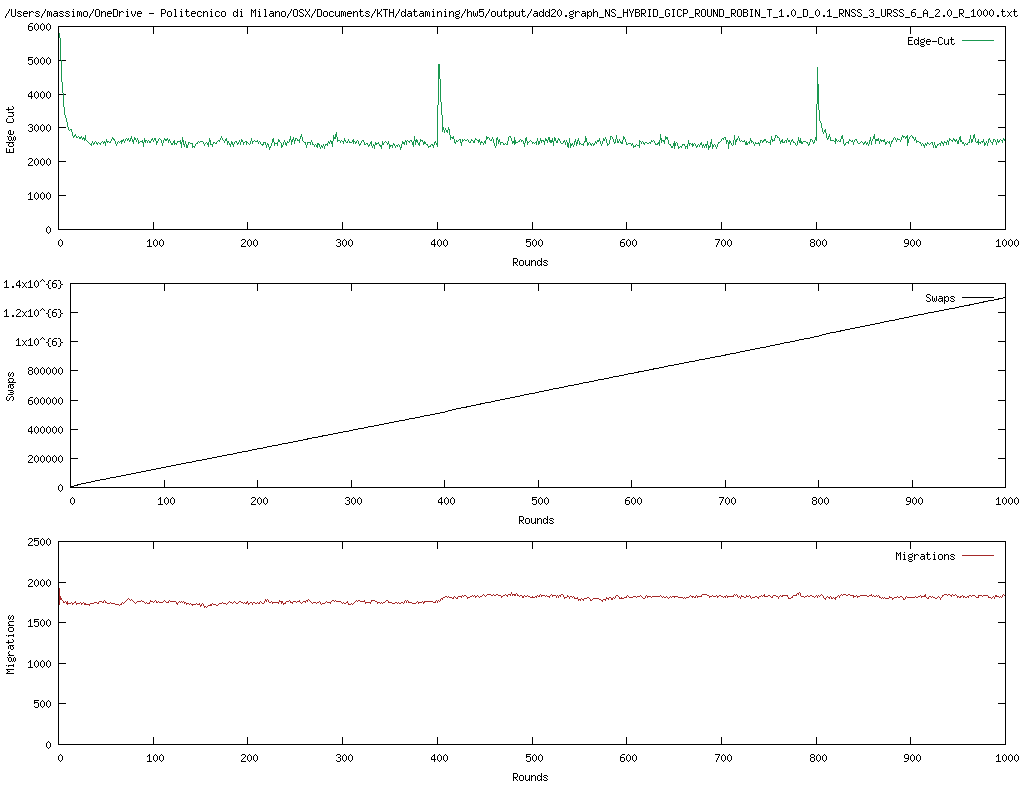 /Users/massimo/OneDrive - Politecnico di Milano/OSX/Documents/KTH/datamining/hw5/output/add20.graph_NS_HYBRID_GICP_ROUND_ROBIN_T_1.0_D_0.1_RNSS_3_URSS_6_A_2.0_R_1000.txt
6000
5000
4000
3000
2000
1000
0
Edge Cut
Edge-Cut
0 100 200 300 400 500 600 700 800 900 1000
Rounds
1.4x10^{6}
1.2x10^{6}
1x10^{6}
800000
600000
400000
200000
0
Swaps
Swaps
0 100 200 300 400 500 600 700 800 900 1000
Rounds
2500
2000
1500
1000
500
0
Migrations
Migrations
0 100 200 300 400 500 600 700 800 900 1000
Rounds